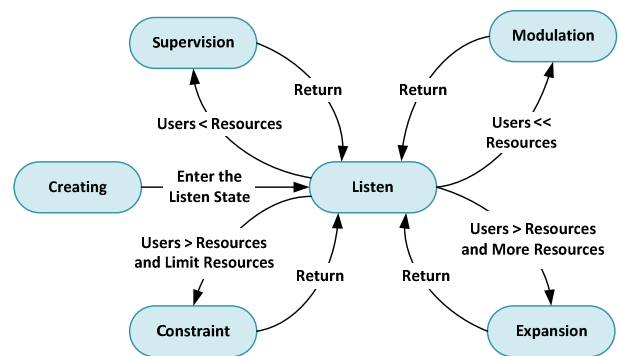 Supervision
Modulation
Return
Return
Users < Resources
Users <<
Resources
Creating
Enter the
Listen State
Listen
Users > Resources
and Limit Resources
Users > Resources
and More Resources
Return
Return
Constraint
Expansion